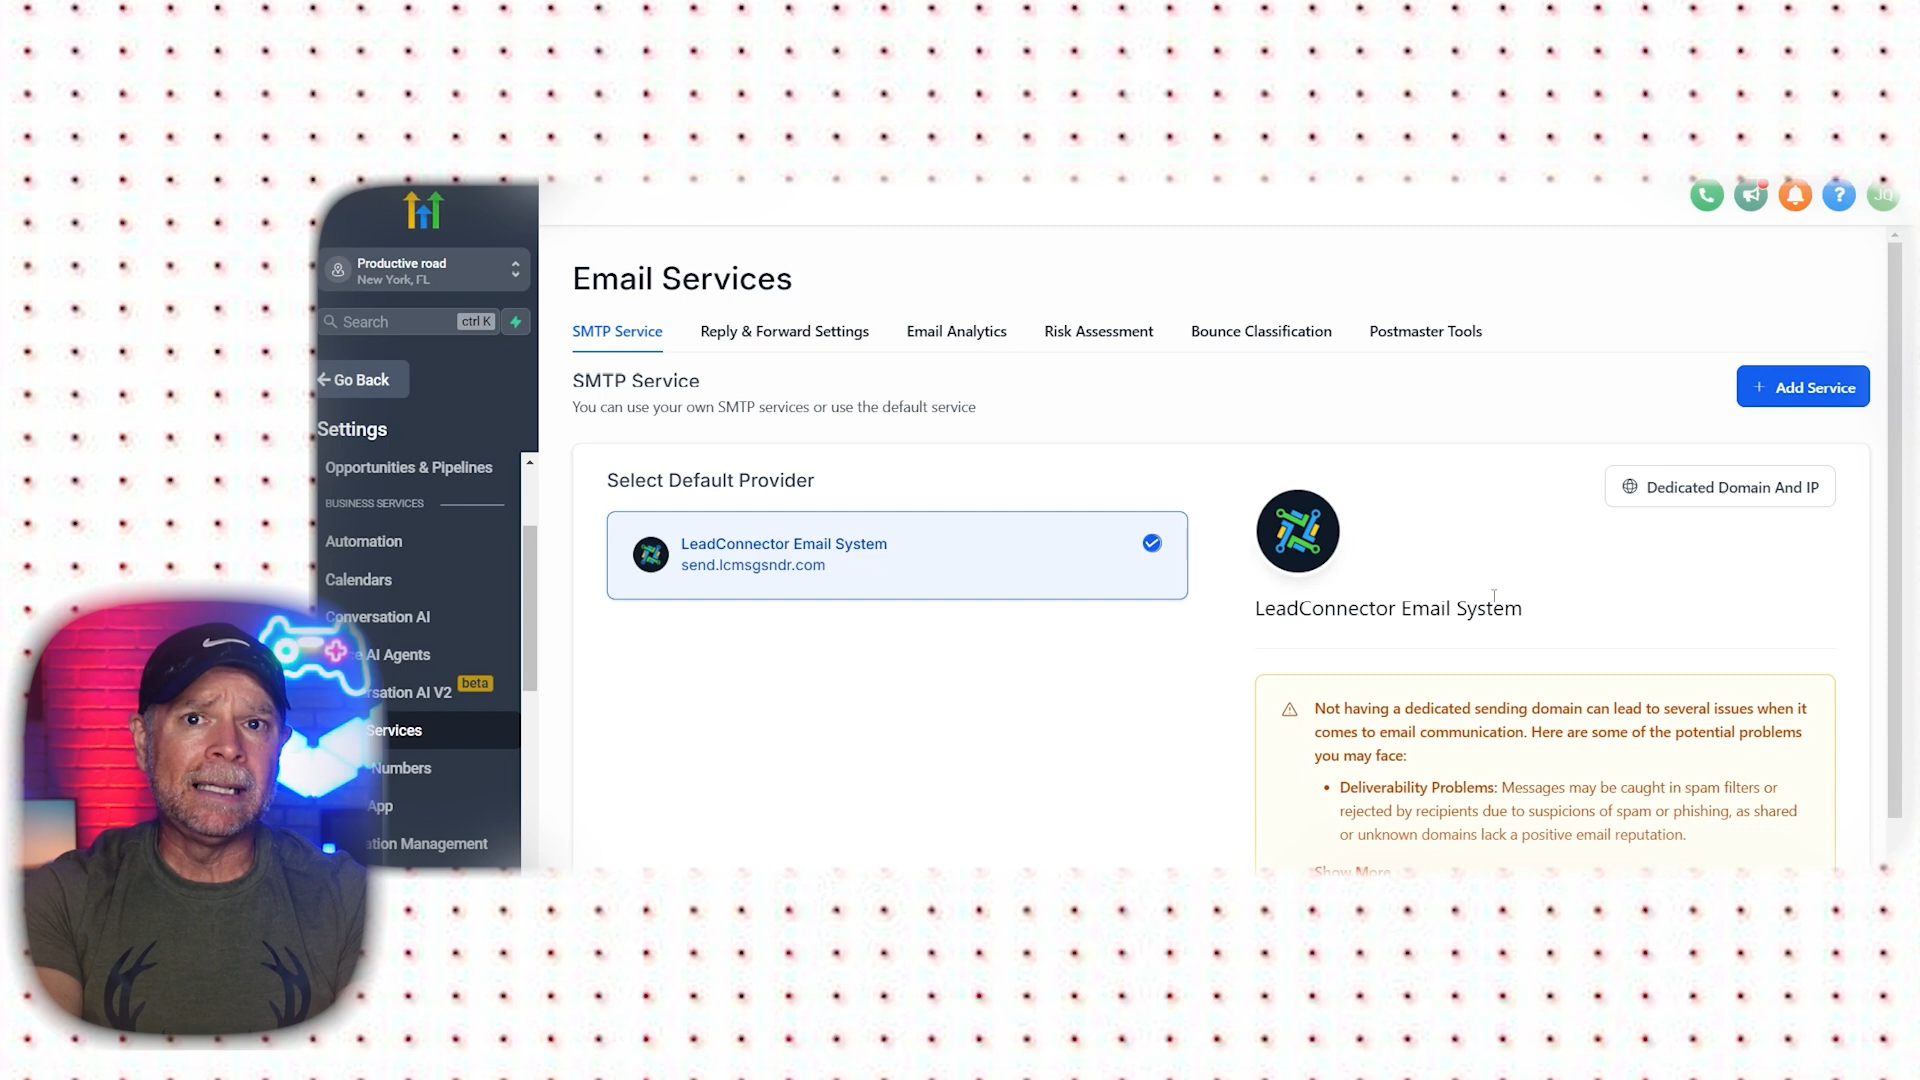 Productive road
New York, FL
Search
ctrl K
Go Back
Settings
Opportunities & Pipelines
BUSINESS SERVICES
Automation
Calendars
Conversation AI
AI Agents
AI V2
beta
Services
Numbers
App
Management
JQ
Email Services
SMTP Service
Reply & Forward Settings
Email Analytics
Risk Assessment
Bounce Classification
Postmaster Tools
SMTP Service
You can use your own SMTP services or use the default service
+ Add Service
Select Default Provider
LeadConnector Email System
send.lcmsgsndr.com
Dedicated Domain And IP
LeadConnector Email System
Not having a dedicated sending domain can lead to several issues when it
comes to email communication. Here are some of the potential problems
you may face:
• Deliverability Problems: Messages may be caught in spam filters or
rejected by recipients due to suspicions of spam or phishing, as shared
or unknown domains lack a positive email reputation.
Show More